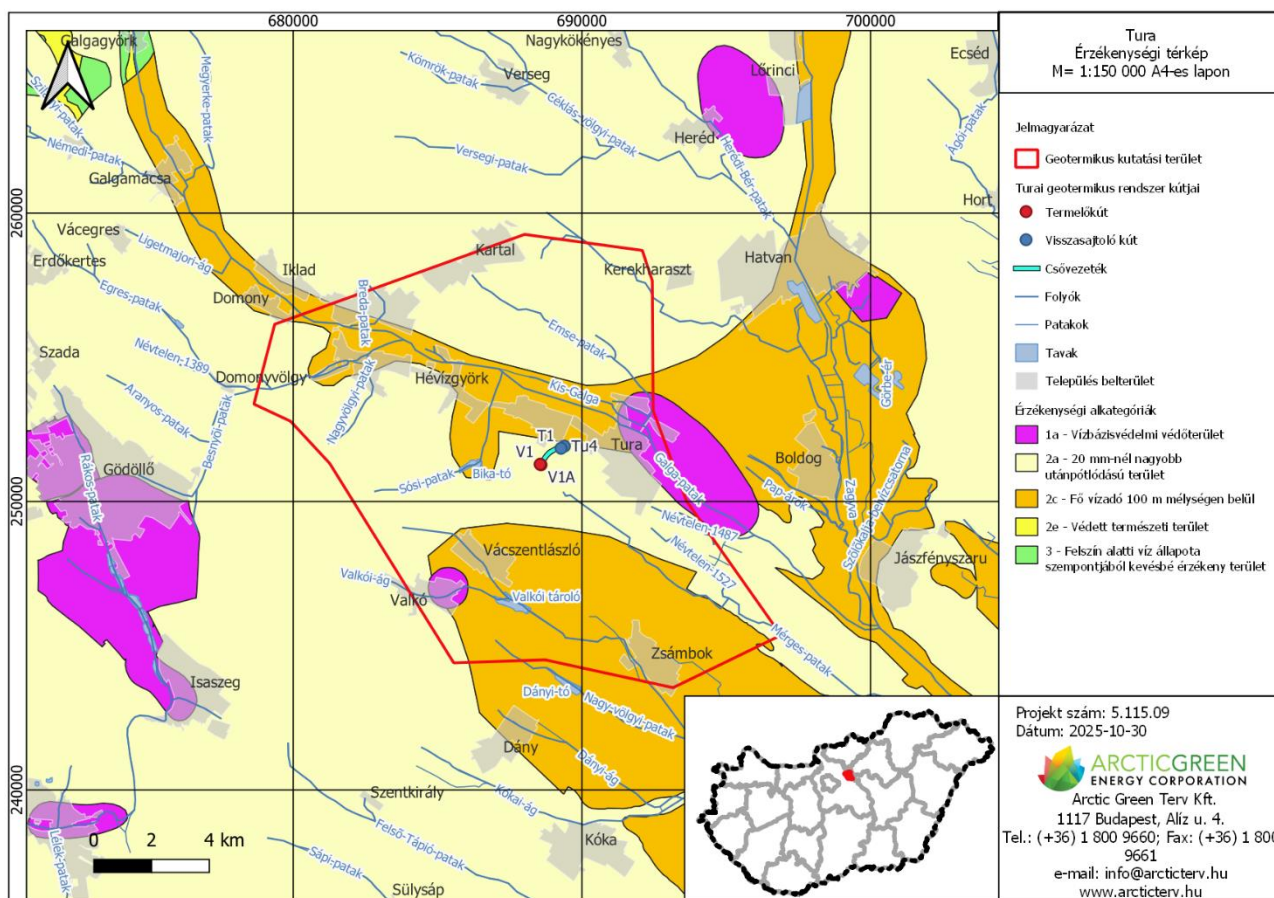 680000
690000
700000
260000
250000
240000
Galgagyörk
Megyerke-patak
Némedi-patak
Galgamácsa
Vácegres
Erdőkertes
Ligetmajori-ág
Iklad
Domony
Egres-patak
Szada
Névtelen-1389
Domonyvölgy
Aranyos-patak
Besnyői-patak
Gödöllő
Rákos-patak
Isaszeg
Nagykökényes
Kömrök-patak
Verseg
Céklás-völgyi-patak
Versegi-patak
Lőrinci
Heréd
Herédi-Bér-patak
Ecséd
Ágói-patak
Hort
Kartal
Kerekharaszt
Hatvan
Breda-patak
Emse-patak
Hévízgyörk
Nagyvölgyi-patak
Kis-Galga
Görbe-ér
T1
Tu4
Tura
V1
V1A
Bika-tó
Sósi-patak
Galga-patak
Boldog
Pap-árok
Zagyva
Szőlőkalja-belvízcsatorna
Névtelen-1487
Névtelen-1527
Jászfényszaru
Vácszentlászló
Valkói-ág
Valkó
Valkói tároló
Zsámbok
Mérges-patak
Dányi-tó
Nagy-völgyi-patak
Dány
Dányi-ág
Szentkirály
Kókai-ág
Felső-Tápió-patak
Kóka
Sápi-patak
Sülysáp
Lélek-patak
0 2 4 km
Tura
Érzékenységi térkép
M= 1:150 000 A4-es lapon
Jelmagyarázat
Geotermikus kutatási terület
Turai geotermikus rendszer kútjai
Termelőkút
Visszasajtoló kút
Csővezeték
Folyók
Patakok
Tavak
Település belterület
Érzékenységi alkategóriák
1a - Vízbázisvédelmi védőterület
2a - 20 mm-nél nagyobb
utánpótlódású terület
2c - Fő vízadó 100 m mélységen belül
2e - Védett természeti terület
3 - Felszín alatti víz állapota
szempontjából kevésbé érzékeny terület
Projekt szám: 5.115.09
Dátum: 2025-10-30
ARCTICGREEN
ENERGY CORPORATION
Arctic Green Terv Kft.
1117 Budapest, Alíz u. 4.
Tel.: (+36) 1 800 9660; Fax: (+36) 1 800
9661
e-mail: info@arcticterv.hu
www.arcticterv.hu